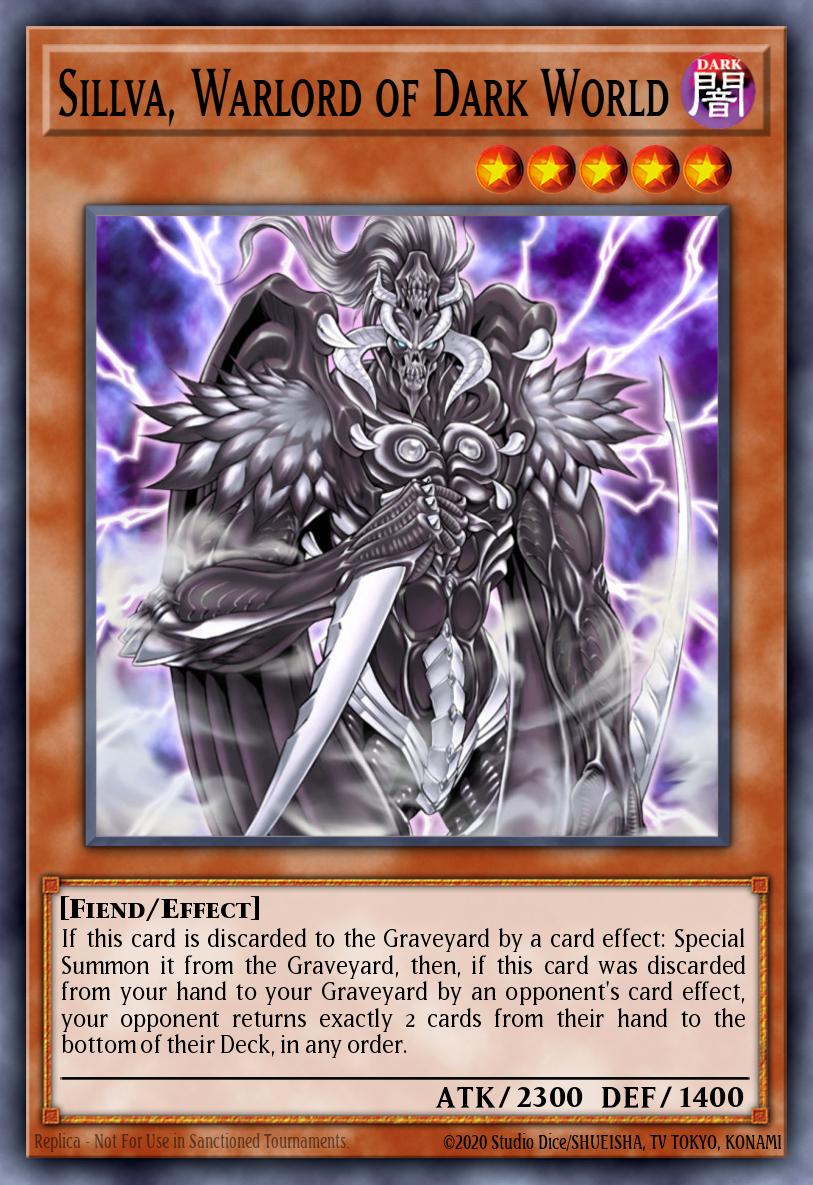 Sillva, Warlord of Dark World
DARK
闇
[Fiend/Effect]
If this card is discarded to the Graveyard by a card effect: Special
Summon it from the Graveyard, then, if this card was discarded
from your hand to your Graveyard by an opponent's card effect,
your opponent returns exactly 2 cards from their hand to the
bottom of their Deck, in any order.
ATK/2300 DEF/1400
Replica - Not For Use in Sanctioned Tournaments.
©2020 Studio Dice/SHUEISHA, TV TOKYO, KONAMI